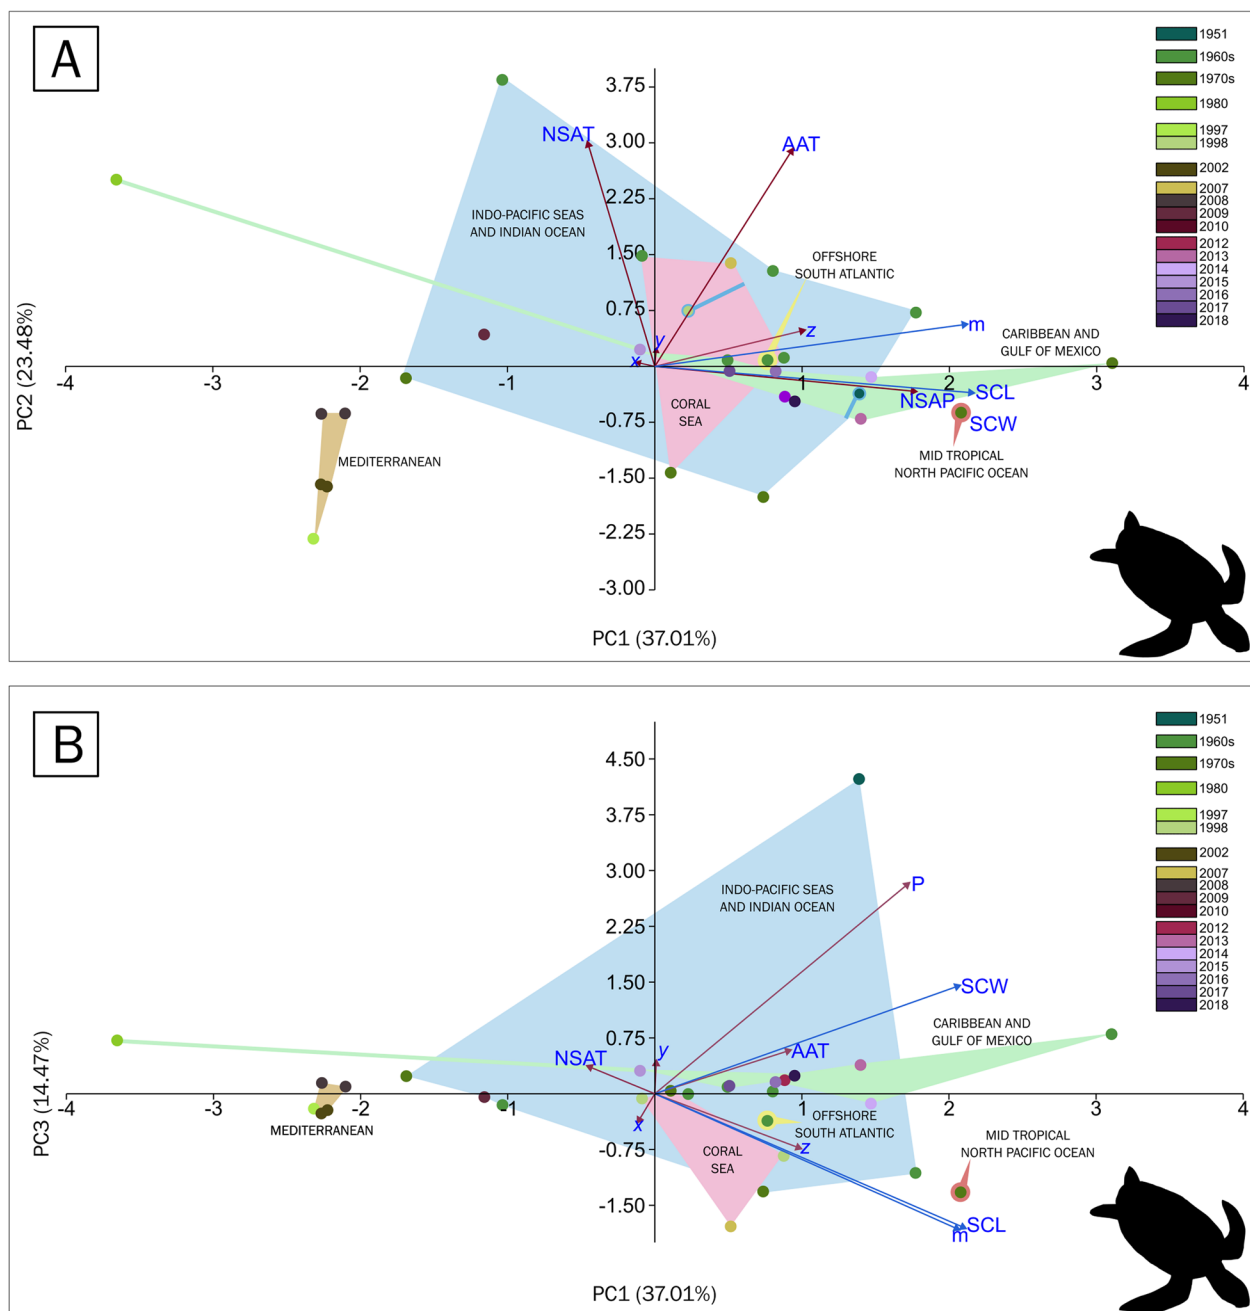 A
1951
1960s
1970s
1980
1997
1998
2002
2007
2008
2009
2010
2012
2013
2014
2015
2016
2017
2018
3.75
3.00
2.25
1.50
0.75
-0.75
-1.50
-2.25
-3.00
NSAT
AAT
INDO-PACIFIC SEAS
AND INDIAN OCEAN
OFFSHORE
SOUTH ATLANTIC
z
m
y
x
CARIBBEAN AND
GULF OF MEXICO
-4
-3
-2
-1
1
2
3
4
NSAP
SCL
SCW
CORAL
SEA
MEDITERRANEAN
MID TROPICAL
NORTH PACIFIC OCEAN
PC2 (23.48%)
PC1 (37.01%)
B
1951
1960s
1970s
1980
1997
1998
2002
2007
2008
2009
2010
2012
2013
2014
2015
2016
2017
2018
4.50
3.75
3.00
2.25
1.50
0.75
-0.75
-1.50
INDO-PACIFIC SEAS
AND INDIAN OCEAN
P
SCW
CARIBBEAN AND
GULF OF MEXICO
NSAT
y
AAT
-4
-3
-2
-1
1
2
3
4
MEDITERRANEAN
x
OFFSHORE
SOUTH ATLANTIC
z
CORAL
SEA
MID TROPICAL
NORTH PACIFIC OCEAN
SCL
m
PC3 (14.47%)
PC1 (37.01%)